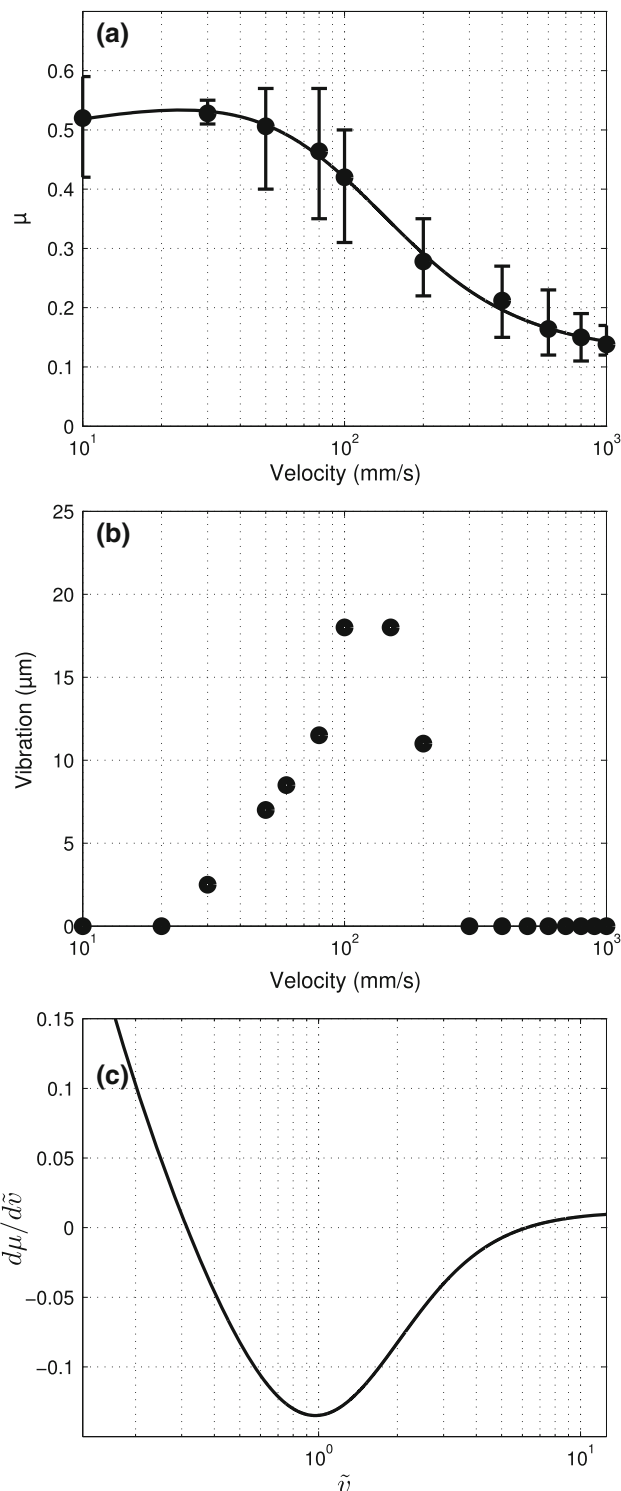 (a)
0.6
0.5
0.4
0.3
0.2
0.1
0
μ
10¹ 10² 10³
Velocity (mm/s)
(b)
25
20
15
10
5
0
Vibration (μm)
10¹ 10² 10³
Velocity (mm/s)
(c)
0.15
0.1
0.05
0
−0.05
−0.1
dμ/dṽ
10⁰ 10¹
ṽ